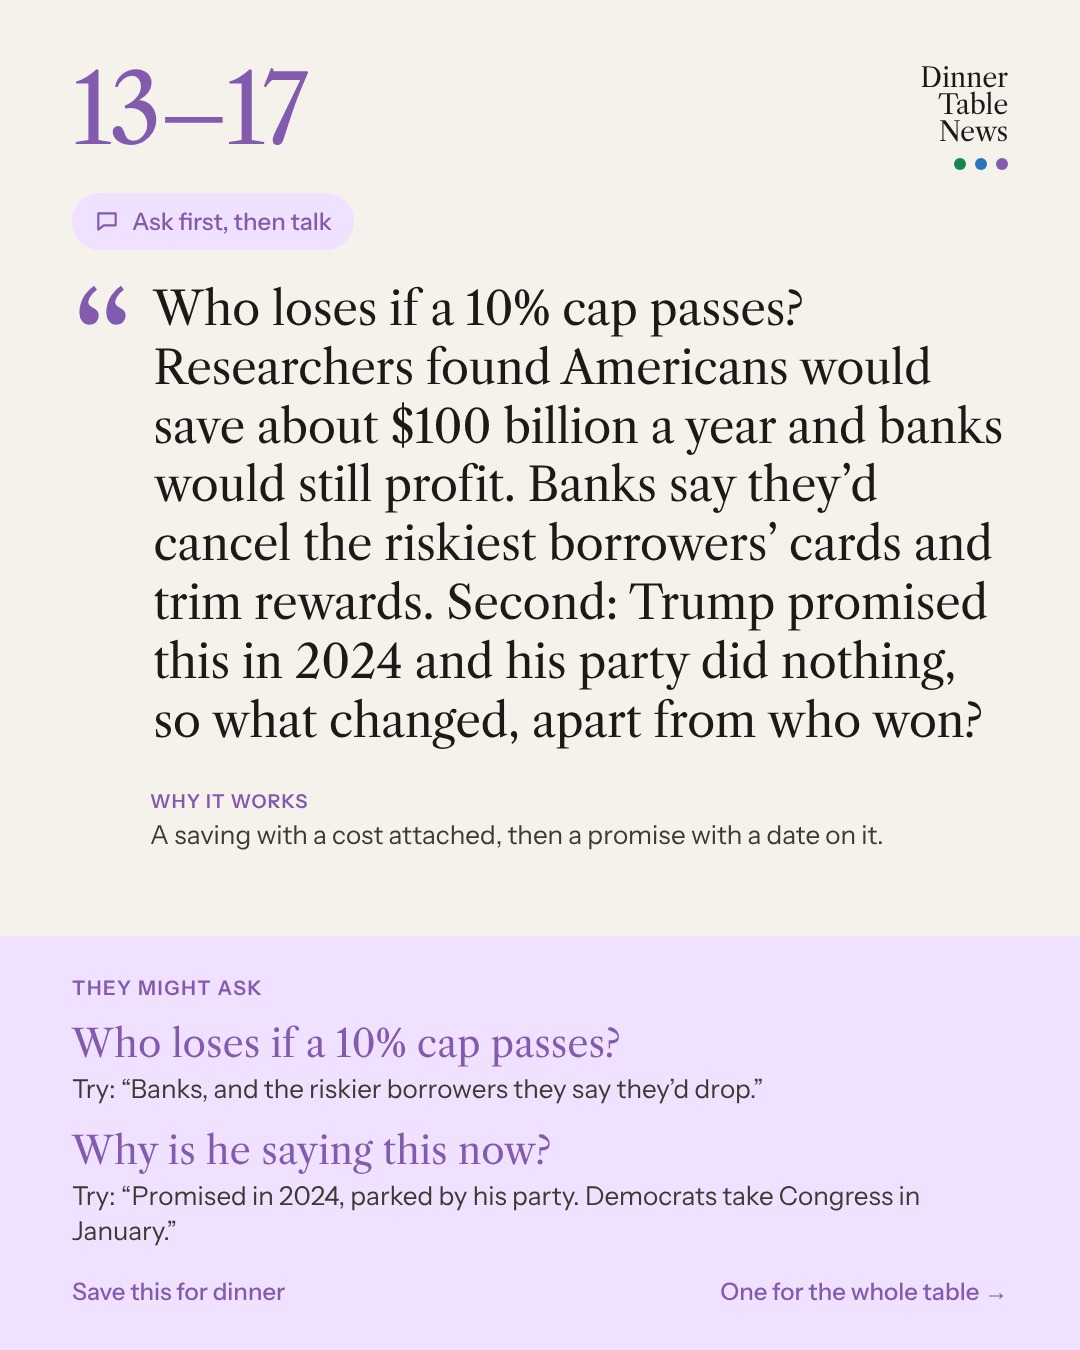 13–17
Dinner
Table
News
Ask first, then talk
“ Who loses if a 10% cap passes?
Researchers found Americans would
save about $100 billion a year and banks
would still profit. Banks say they’d
cancel the riskiest borrowers’ cards and
trim rewards. Second: Trump promised
this in 2024 and his party did nothing,
so what changed, apart from who won?
WHY IT WORKS
A saving with a cost attached, then a promise with a date on it.
THEY MIGHT ASK
Who loses if a 10% cap passes?
Try: “Banks, and the riskier borrowers they say they’d drop.”
Why is he saying this now?
Try: “Promised in 2024, parked by his party. Democrats take Congress in
January.”
Save this for dinner
One for the whole table →